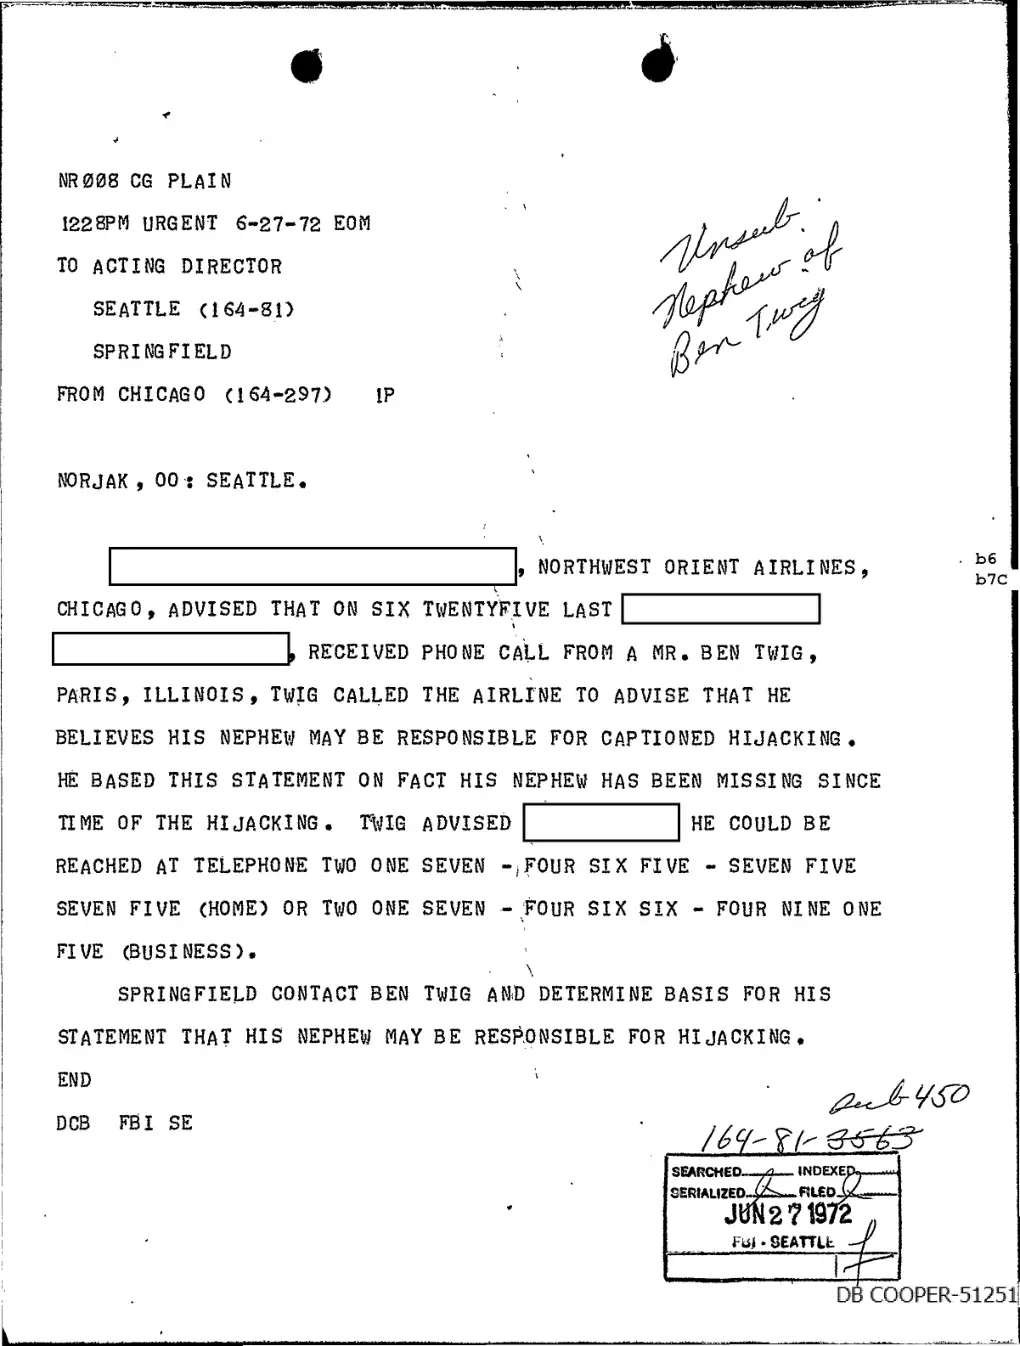 NR008 CG PLAIN
1228PM URGENT 6-27-72 EOM
TO ACTING DIRECTOR
SEATTLE (164-81)
SPRINGFIELD
FROM CHICAGO (164-297) 1P
Unsub.
Nephew of
Ben Twig
NORJAK, OO: SEATTLE.
, NORTHWEST ORIENT AIRLINES,
b6
b7C
CHICAGO, ADVISED THAT ON SIX TWENTYFIVE LAST
, RECEIVED PHONE CALL FROM A MR. BEN TWIG,
PARIS, ILLINOIS, TWIG CALLED THE AIRLINE TO ADVISE THAT HE
BELIEVES HIS NEPHEW MAY BE RESPONSIBLE FOR CAPTIONED HIJACKING.
HE BASED THIS STATEMENT ON FACT HIS NEPHEW HAS BEEN MISSING SINCE
TIME OF THE HIJACKING. TWIG ADVISED HE COULD BE
REACHED AT TELEPHONE TWO ONE SEVEN - FOUR SIX FIVE - SEVEN FIVE
SEVEN FIVE (HOME) OR TWO ONE SEVEN - FOUR SIX SIX - FOUR NINE ONE
FIVE (BUSINESS).
SPRINGFIELD CONTACT BEN TWIG AND DETERMINE BASIS FOR HIS
STATEMENT THAT HIS NEPHEW MAY BE RESPONSIBLE FOR HIJACKING.
END
DCB FBI SE
sub 450
164-81-3563
SEARCHED INDEXED
SERIALIZED FILED
JUN 27 1972
FBI - SEATTLE
DB COOPER-51251